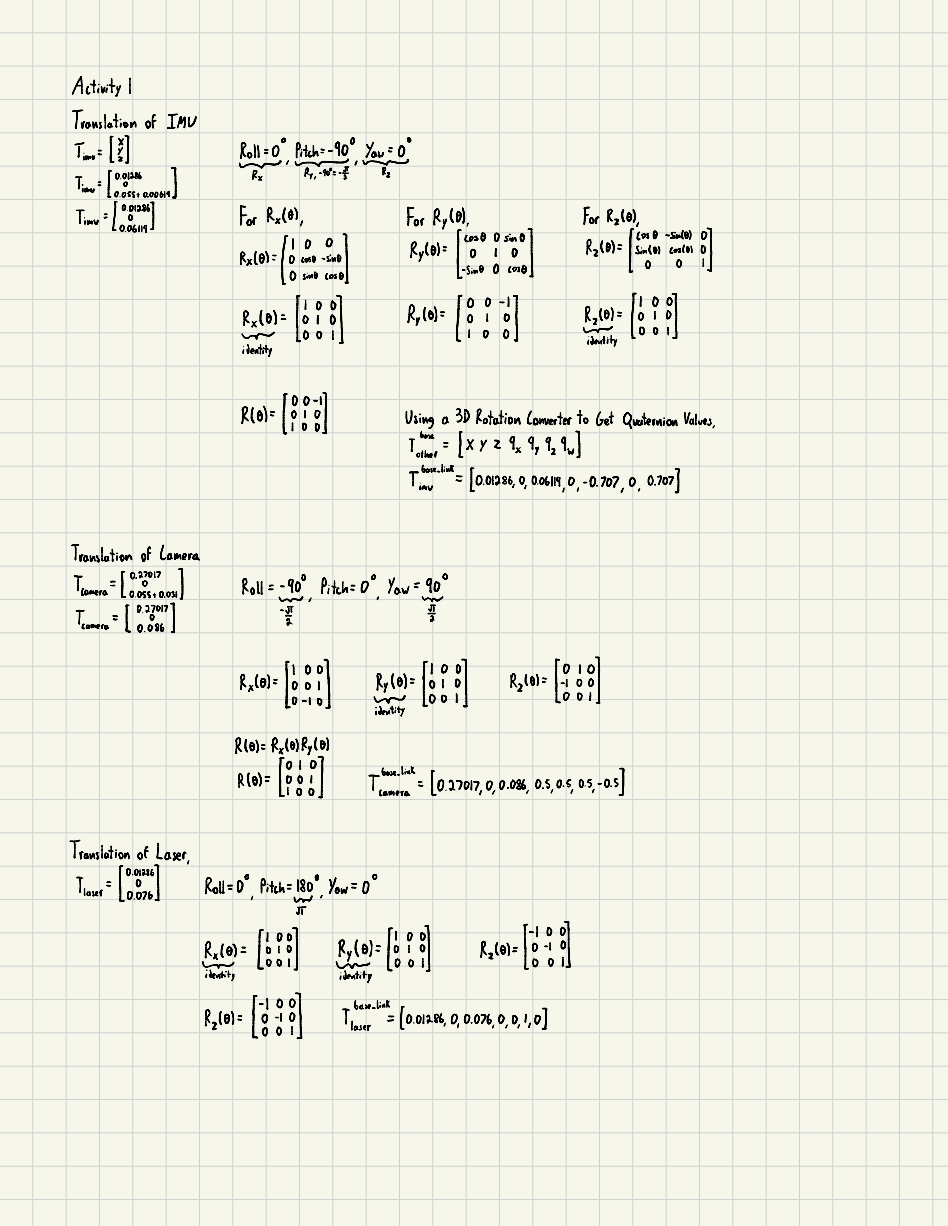 Activity 1
Translation of IMU
T_imu = [x y z]
Roll = 0°, Pitch = -90°, Yaw = 0°
R_x R_y, -90° = -π/2 R_z
T_imu = [0.01286 0 0.055+0.00619]
T_imu = [0.01286 0 0.06119]
For R_x(θ), For R_y(θ), For R_z(θ),
R_x(θ) = [1 0 0; 0 cosθ -sinθ; 0 sinθ cosθ] R_y(θ) = [cosθ 0 sinθ; 0 1 0; -sinθ 0 cosθ] R_z(θ) = [cosθ -sin(θ) 0; sin(θ) cos(θ) 0; 0 0 1]
R_x(θ) = [1 0 0; 0 1 0; 0 0 1] R_y(θ) = [0 0 -1; 0 1 0; 1 0 0] R_z(θ) = [1 0 0; 0 1 0; 0 0 1]
identity identity
R(θ) = [0 0 -1; 0 1 0; 1 0 0]
Using a 3D Rotation Converter to Get Quaternion Values,
T_other^base = [x y z q_x q_y q_z q_w]
T_imu^base_link = [0.01286, 0, 0.06119, 0, -0.707, 0, 0.707]
Translation of Camera
T_camera = [0.27017 0 0.055+0.031]
Roll = -90°, Pitch = 0°, Yaw = 90°
-π/2 π/2
T_camera = [0.27017 0 0.086]
R_x(θ) = [1 0 0; 0 0 1; 0 -1 0] R_y(θ) = [1 0 0; 0 1 0; 0 0 1] R_z(θ) = [0 1 0; -1 0 0; 0 0 1]
identity
R(θ) = R_x(θ)R_y(θ)
R(θ) = [0 1 0; 0 0 1; 1 0 0] T_camera^base_link = [0.27017, 0, 0.086, 0.5, 0.5, 0.5, -0.5]
Translation of Laser,
T_laser = [0.01286 0 0.076] Roll = 0°, Pitch = 180°, Yaw = 0°
π
R_x(θ) = [1 0 0; 0 1 0; 0 0 1] R_y(θ) = [1 0 0; 0 1 0; 0 0 1] R_z(θ) = [-1 0 0; 0 -1 0; 0 0 1]
identity identity
R_z(θ) = [-1 0 0; 0 -1 0; 0 0 1] T_laser^base_link = [0.01286, 0, 0.076, 0, 0, 1, 0]